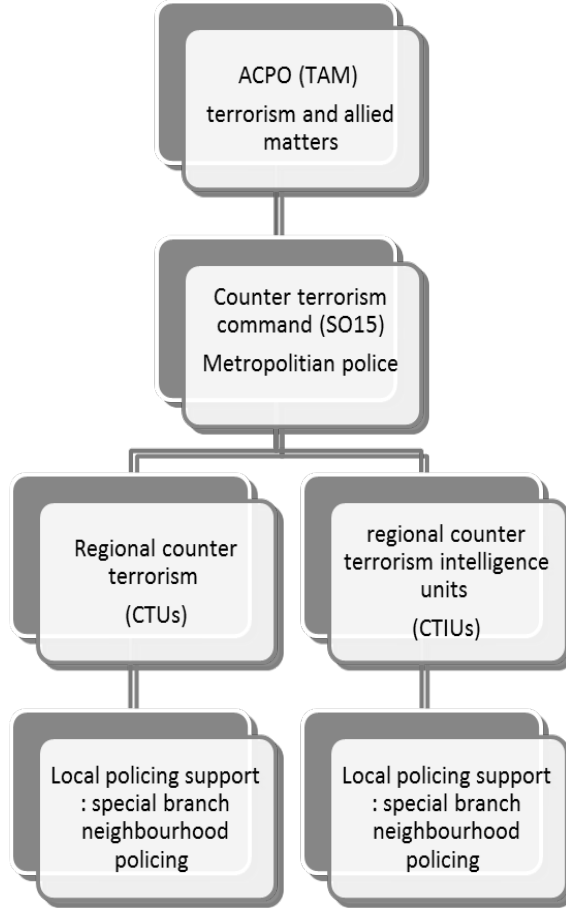 ACPO (TAM)
terrorism and allied
matters
Counter terrorism
command (SO15)
Metropolitian police
Regional counter
terrorism
(CTUs)
regional counter
terrorism intelligence
units
(CTIUs)
Local policing support
: special branch
neighbourhood
policing
Local policing support
: special branch
neighbourhood
policing